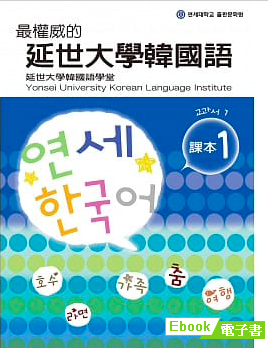 연세대학교 출판문화원
最權威的
延世大學韓國語
延世大學韓國語學堂
Yonsei University Korean Language Institute
교과서 1
課本1
연세
한국어
호수
가족
춤
라면
여행
Ebook
電子書